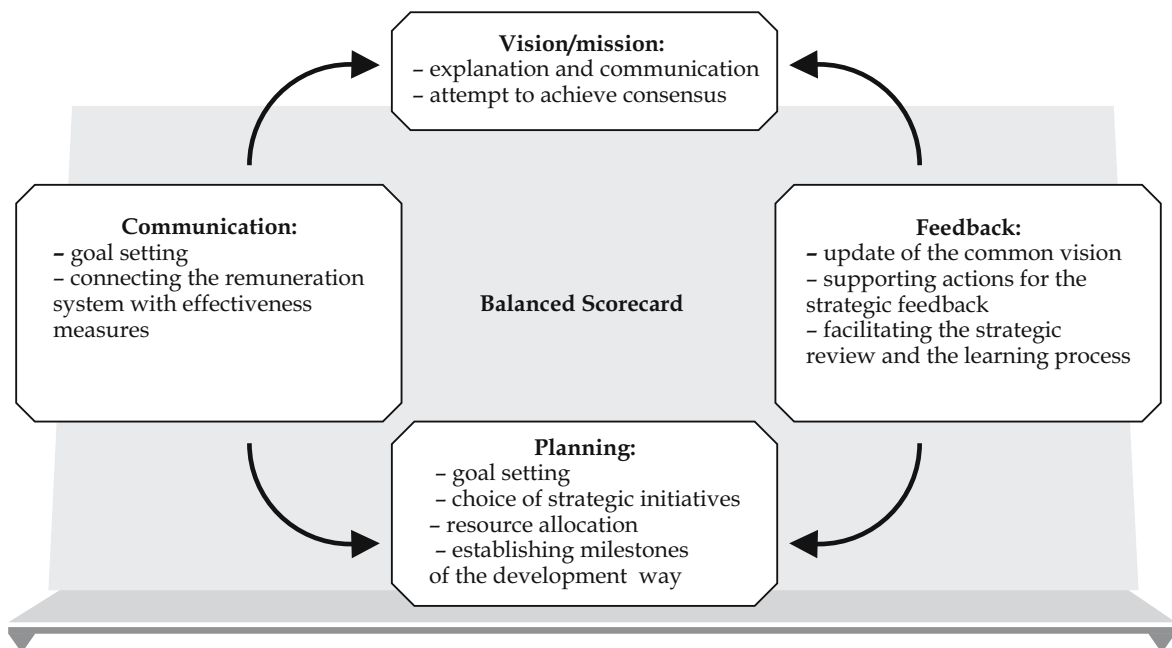 Vision/mission:
– explanation and communication
– attempt to achieve consensus
Communication:
– goal setting
– connecting the remuneration
system with effectiveness
measures
Balanced Scorecard
Feedback:
– update of the common vision
– supporting actions for the
strategic feedback
– facilitating the strategic
review and the learning process
Planning:
– goal setting
– choice of strategic initiatives
– resource allocation
– establishing milestones
of the development way